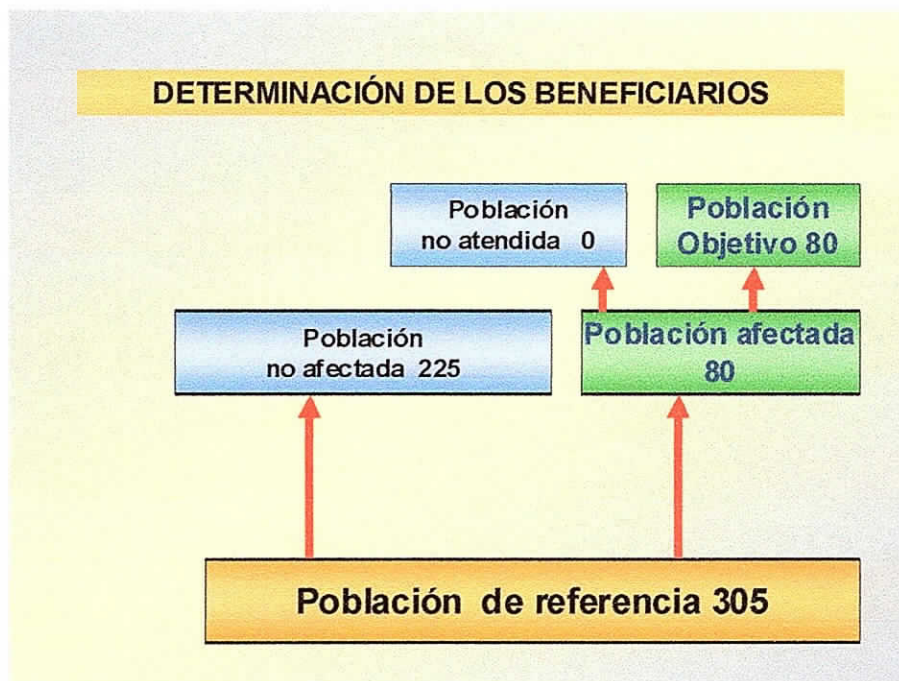 DETERMINACIÓN DE LOS BENEFICIARIOS
Población
no atendida 0
Población
Objetivo 80
Población
no afectada 225
Población afectada
80
Población de referencia 305